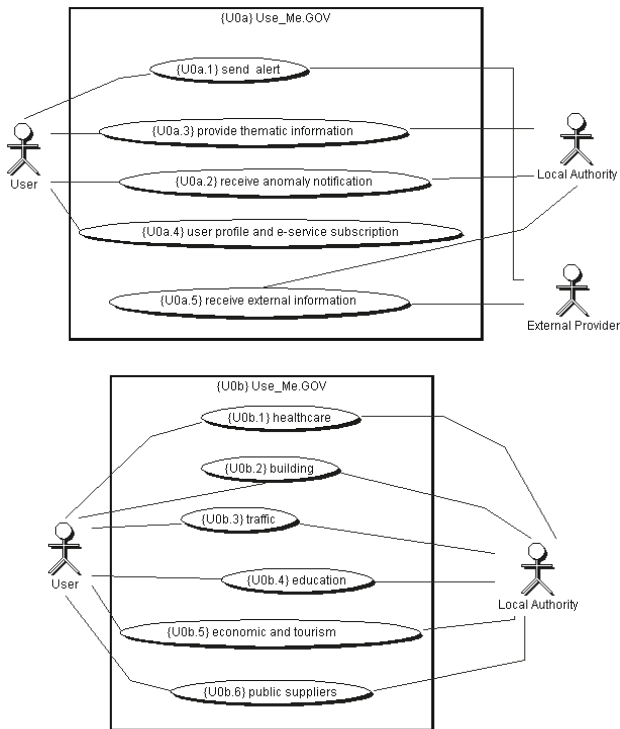 {U0a} Use_Me.GOV
{U0a.1} send alert
{U0a.3} provide thematic information
User
Local Authority
{U0a.2} receive anomaly notification
{U0a.4} user profile and e-service subscription
{U0a.5} receive external information
External Provider
{U0b} Use_Me.GOV
{U0b.1} healthcare
{U0b.2} building
{U0b.3} traffic
User
{U0b.4} education
Local Authority
{U0b.5} economic and tourism
{U0b.6} public suppliers